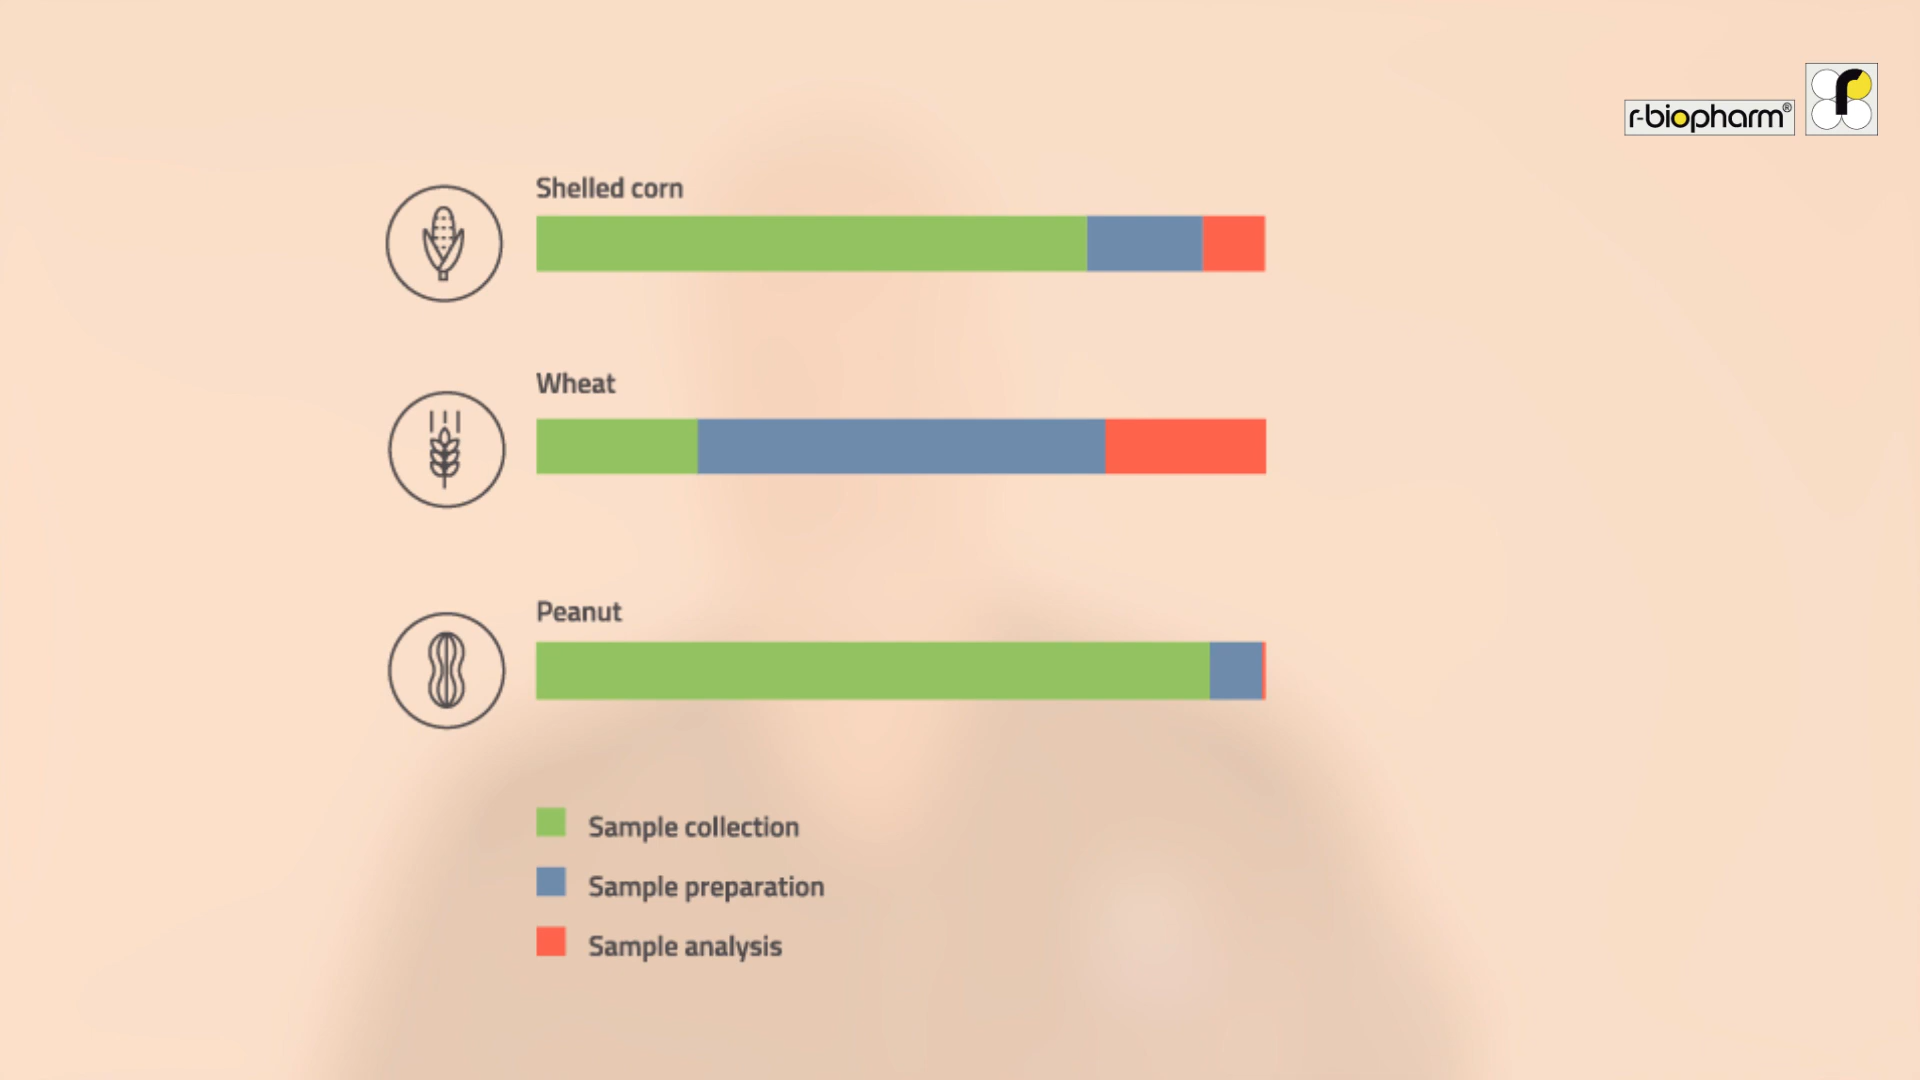 r-biopharm®
Shelled corn
Wheat
Peanut
Sample collection
Sample preparation
Sample analysis